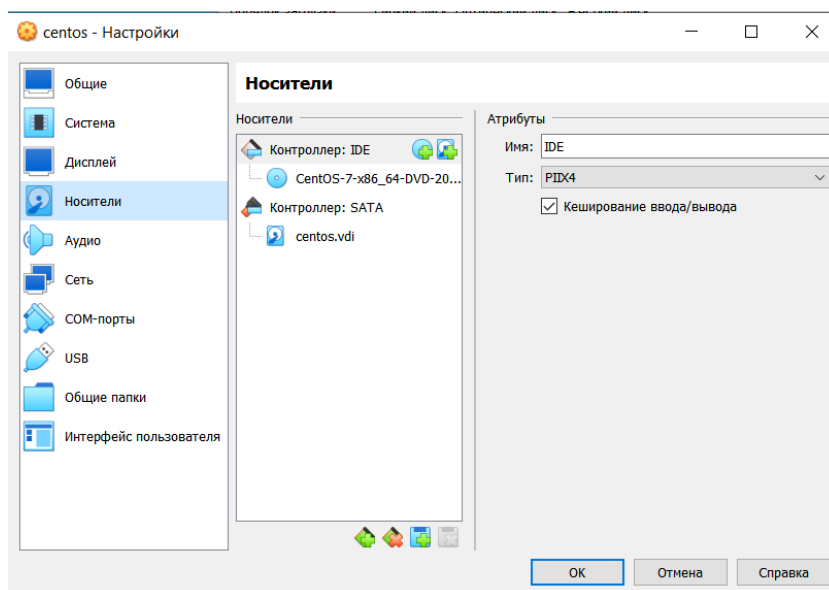 centos - Настройки
Общие
Система
Дисплей
Носители
Аудио
Сеть
COM-порты
USB
Общие папки
Интерфейс пользователя
Носители
Носители
Контроллер: IDE
CentOS-7-x86_64-DVD-20...
Контроллер: SATA
centos.vdi
Атрибуты
Имя: IDE
Тип: PIIX4
Кеширование ввода/вывода
OK
Отмена
Справка